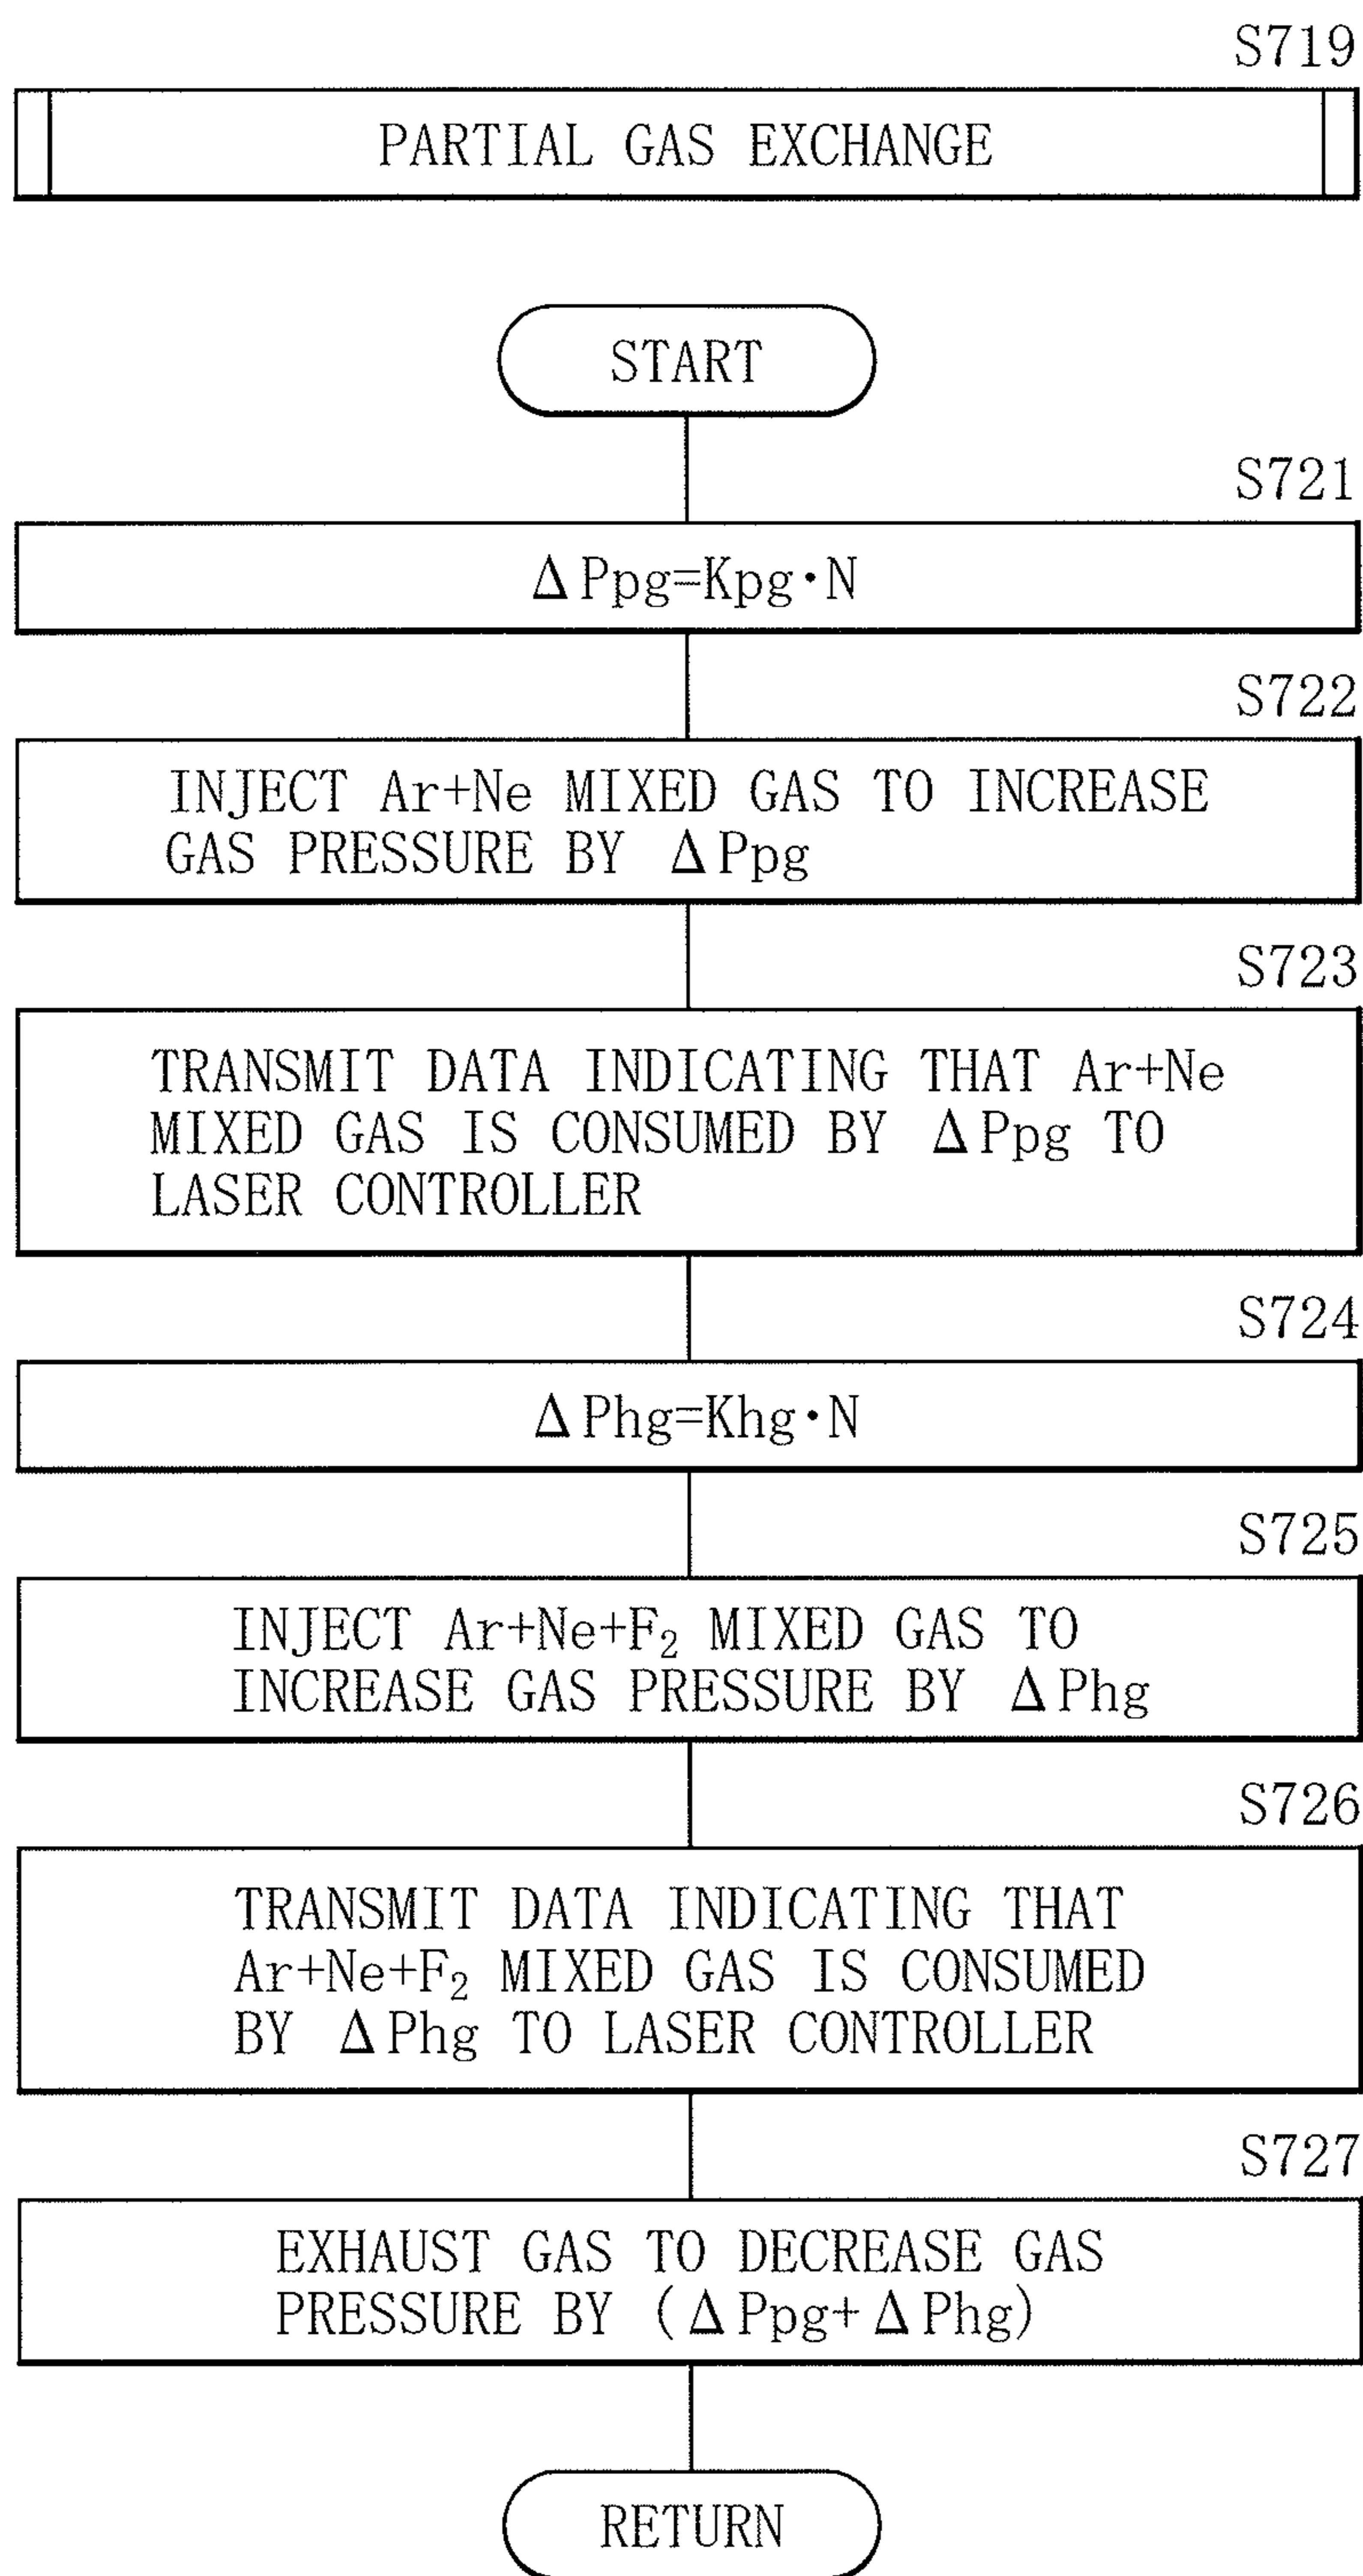 S719
PARTIAL GAS EXCHANGE
START
S721
ΔPpg=Kpg・N
S722
INJECT Ar+Ne MIXED GAS TO INCREASE
GAS PRESSURE BY ΔPpg
S723
TRANSMIT DATA INDICATING THAT Ar+Ne
MIXED GAS IS CONSUMED BY ΔPpg TO
LASER CONTROLLER
S724
ΔPhg=Khg・N
S725
INJECT Ar+Ne+F₂ MIXED GAS TO
INCREASE GAS PRESSURE BY ΔPhg
S726
TRANSMIT DATA INDICATING THAT
Ar+Ne+F₂ MIXED GAS IS CONSUMED
BY ΔPhg TO LASER CONTROLLER
S727
EXHAUST GAS TO DECREASE GAS
PRESSURE BY (ΔPpg+ΔPhg)
RETURN